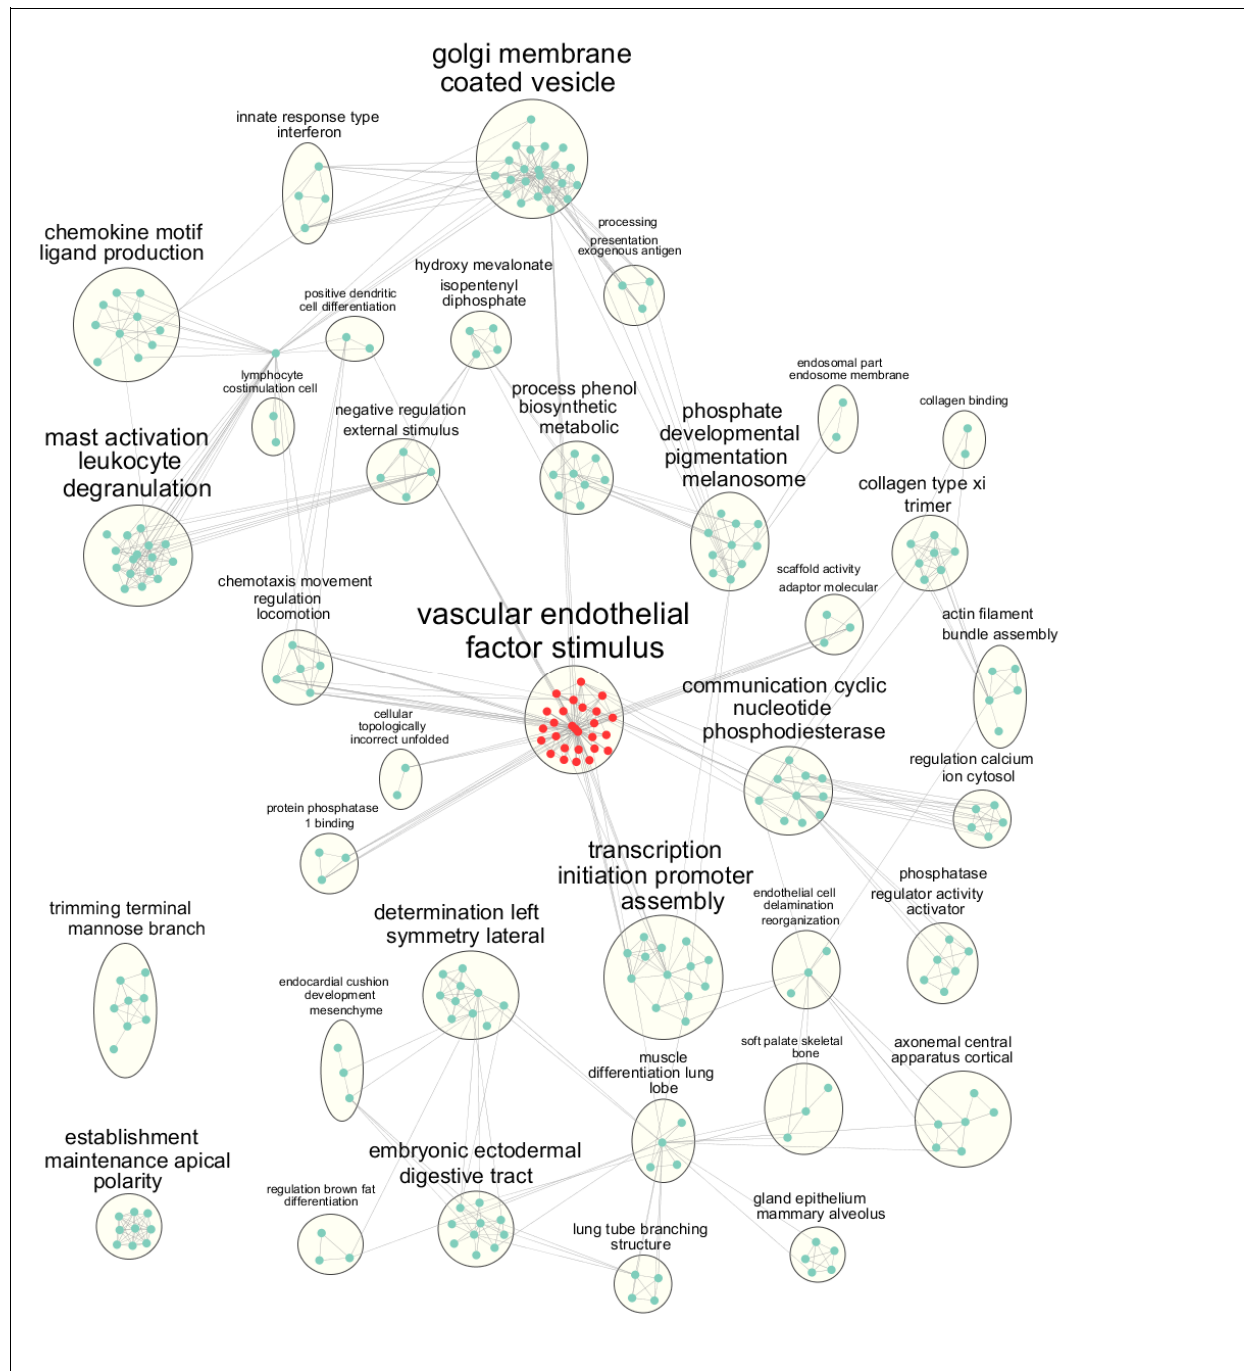 golgi membrane
coated vesicle
innate response type
interferon
chemokine motif
ligand production
processing
presentation
exogenous antigen
hydroxy mevalonate
isopentenyl
diphosphate
positive dendritic
cell differentiation
lymphocyte
costimulation cell
endosomal part
endosome membrane
collagen binding
process phenol
biosynthetic
metabolic
phosphate
developmental
pigmentation
melanosome
negative regulation
external stimulus
mast activation
leukocyte
degranulation
collagen type xi
trimer
scaffold activity
adaptor molecular
chemotaxis movement
regulation
locomotion
vascular endothelial
factor stimulus
actin filament
bundle assembly
communication cyclic
nucleotide
phosphodiesterase
cellular
topologically
incorrect unfolded
regulation calcium
ion cytosol
protein phosphatase
1 binding
transcription
initiation promoter
assembly
endothelial cell
delamination
reorganization
phosphatase
regulator activity
activator
trimming terminal
mannose branch
determination left
symmetry lateral
endocardial cushion
development
mesenchyme
muscle
differentiation lung
lobe
soft palate skeletal
bone
axonemal central
apparatus cortical
establishment
maintenance apical
polarity
embryonic ectodermal
digestive tract
regulation brown fat
differentiation
lung tube branching
structure
gland epithelium
mammary alveolus